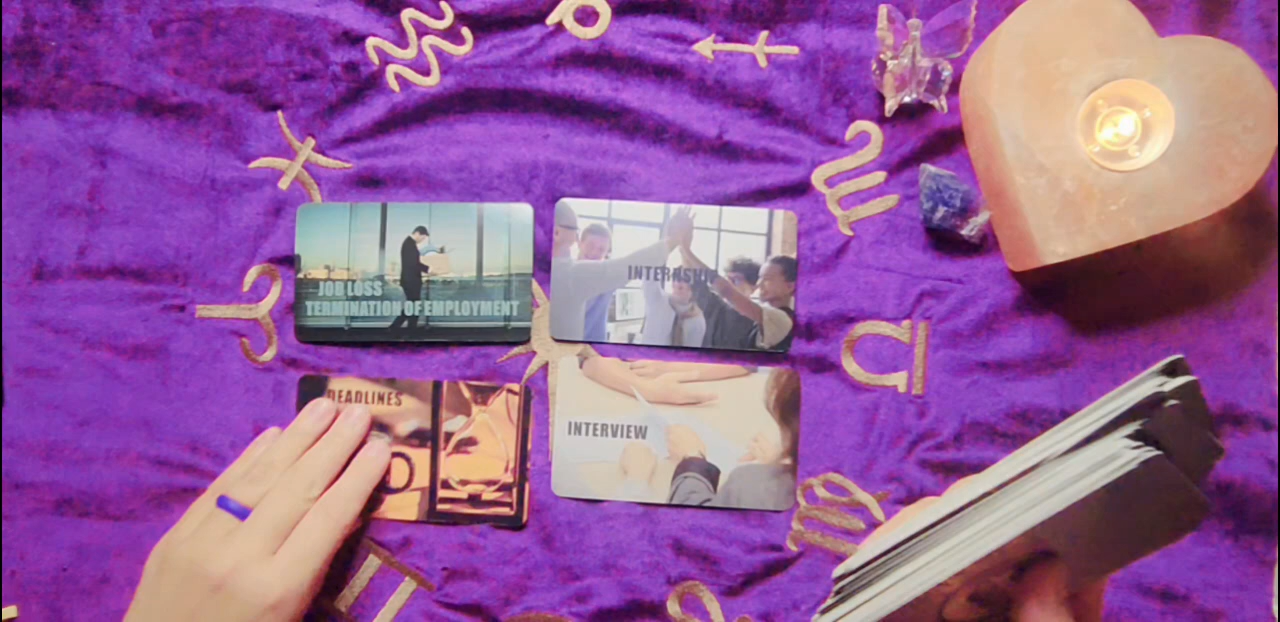 JOB LOSS
TERMINATION OF EMPLOYMENT
INTERNSHIP
DEADLINES
INTERVIEW